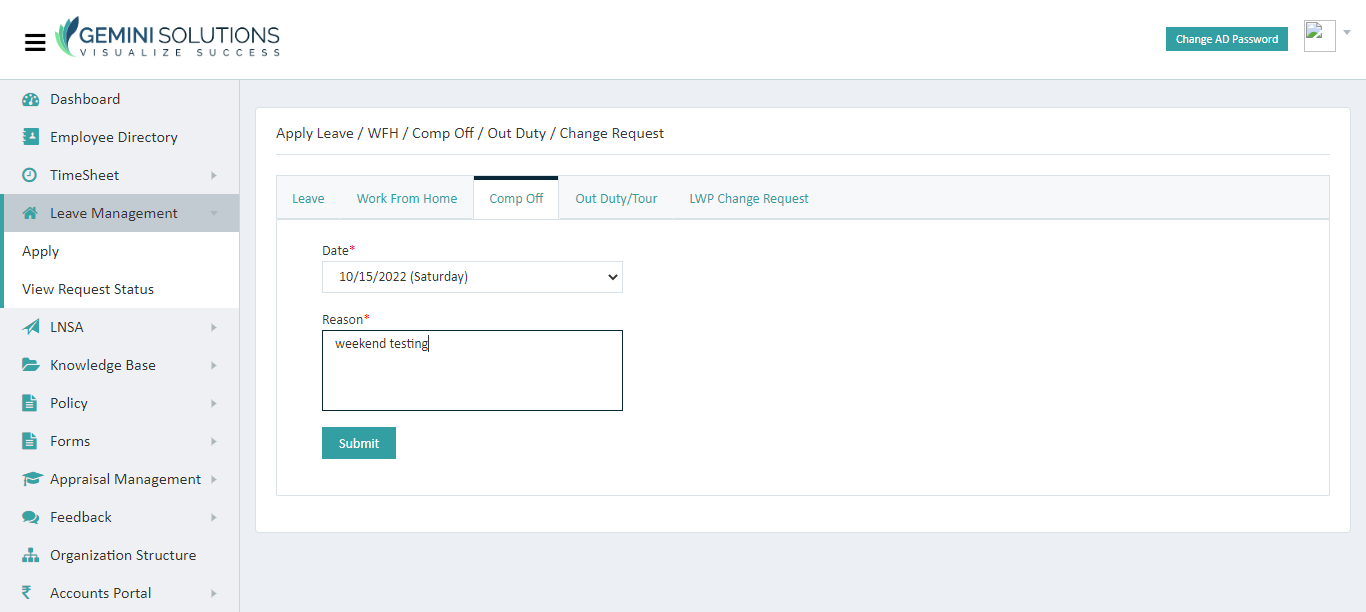 GEMINI SOLUTIONS
VISUALIZE SUCCESS
Change AD Password
Dashboard
Employee Directory
TimeSheet
Leave Management
Apply
View Request Status
LNSA
Knowledge Base
Policy
Forms
Appraisal Management
Feedback
Organization Structure
Accounts Portal
Apply Leave / WFH / Comp Off / Out Duty / Change Request
Leave Work From Home Comp Off Out Duty/Tour LWP Change Request
Date*
10/15/2022 (Saturday)
Reason*
weekend testing
Submit